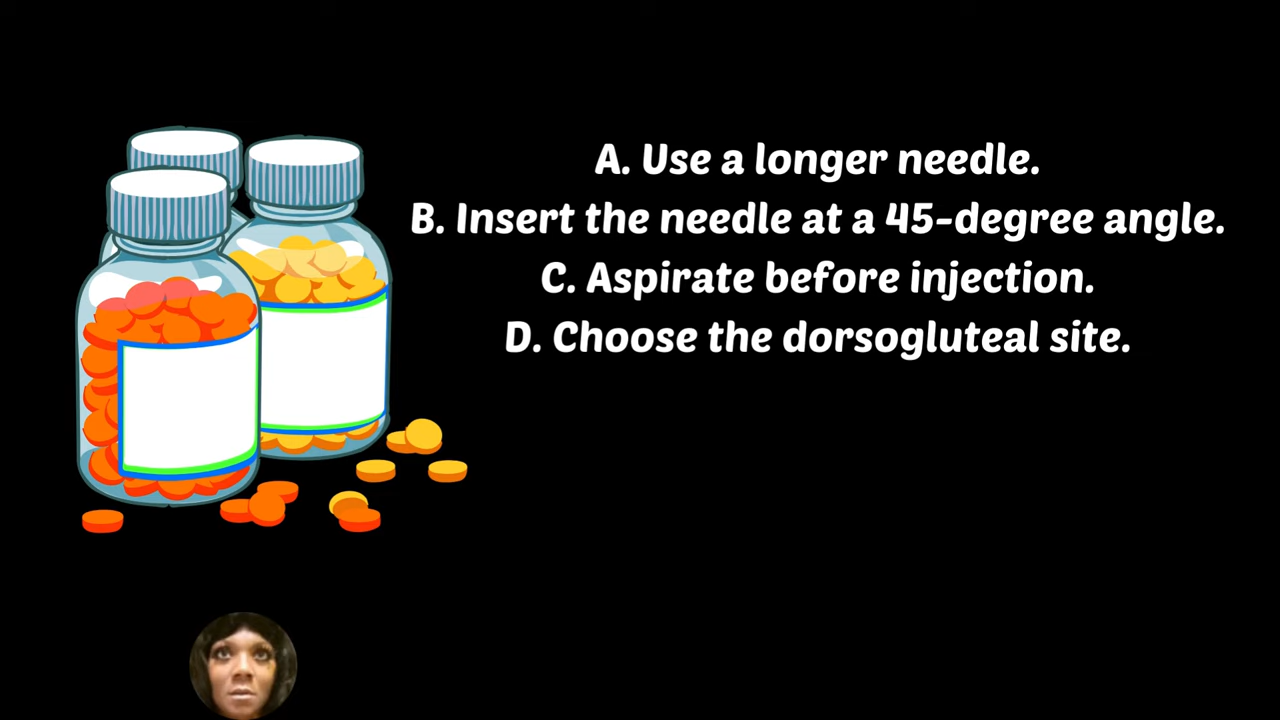 A. Use a longer needle.
B. Insert the needle at a 45-degree angle.
C. Aspirate before injection.
D. Choose the dorsogluteal site.